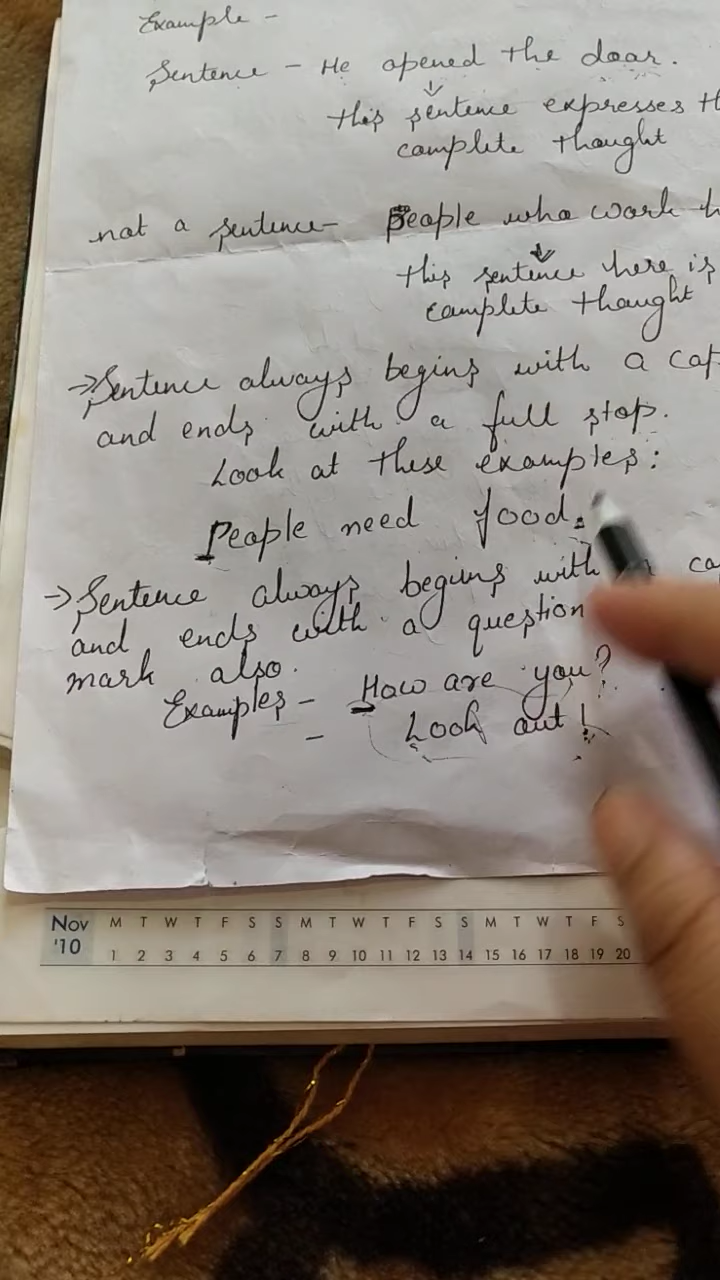 Example -
Sentence - He opened the door.
this sentence expresses
complete thought
not a sentence- People who work
this sentence here is
complete thought
→ Sentence always begins with a
and ends with a full stop.
Look at these examples:
People need food.
→ Sentence always begins with
and ends with a question
mark also.
Examples - How are you?
- Look out!
Nov M T W T F S S M T W T F S S M T W T F S
'10 1 2 3 4 5 6 7 8 9 10 11 12 13 14 15 16 17 18 19 20